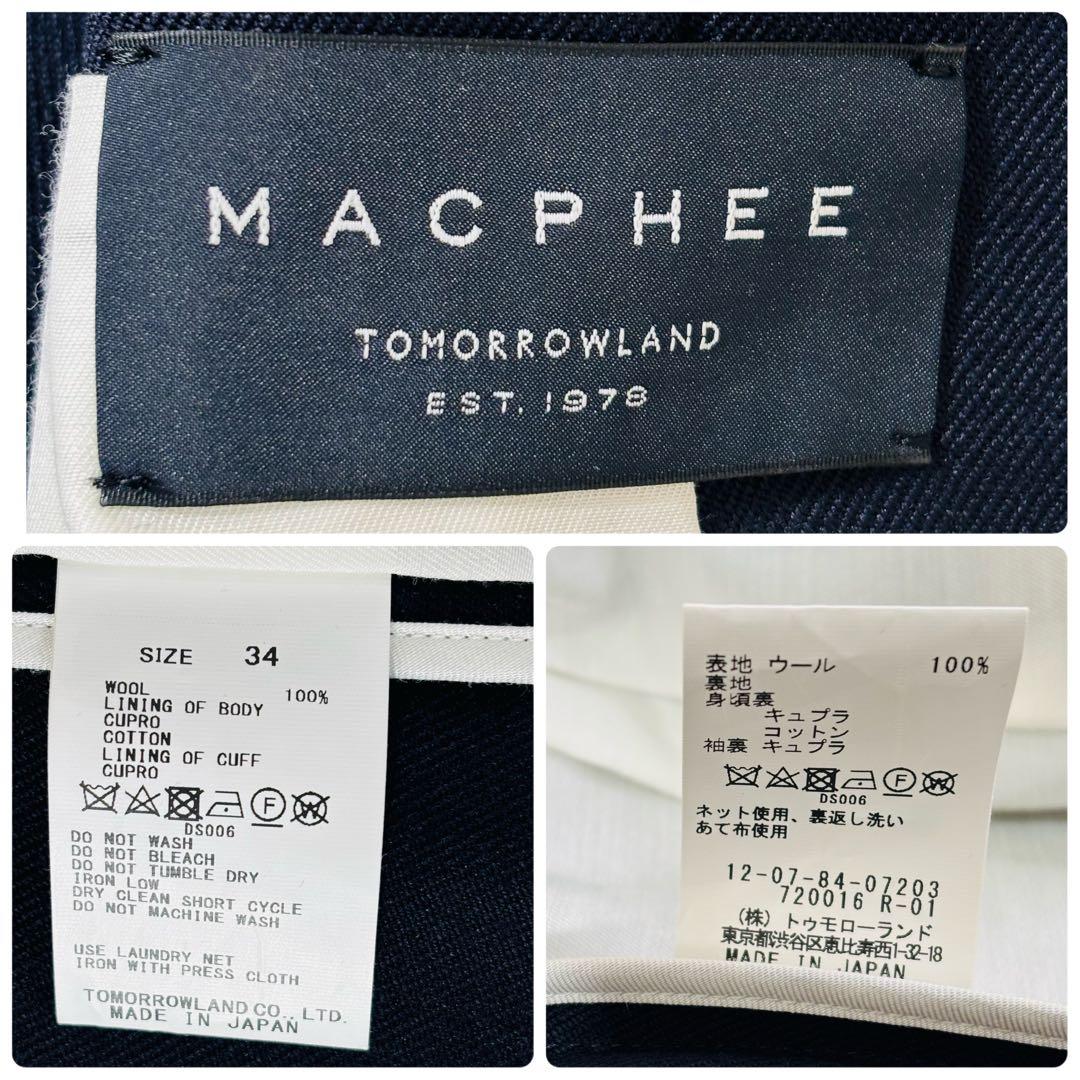 MACPHEE
TOMORROWLAND
EST. 1978
SIZE 34
WOOL 100%
LINING OF BODY
CUPRO
COTTON
LINING OF CUFF
CUPRO
F W
DS006
DO NOT WASH
DO NOT BLEACH
DO NOT TUMBLE DRY
IRON LOW
DRY CLEAN SHORT CYCLE
DO NOT MACHINE WASH
USE LAUNDRY NET
IRON WITH PRESS CLOTH
TOMORROWLAND CO., LTD.
MADE IN JAPAN
表地 ウール 100%
裏地
身頃裏
キュプラ
コットン
袖裏 キュプラ
F W
DS006
ネット使用、裏返し洗い
あて布使用
12-07-84-07203
720016 R-01
(株) トゥモローランド
東京都渋谷区恵比寿西1-32-18
MADE IN JAPAN